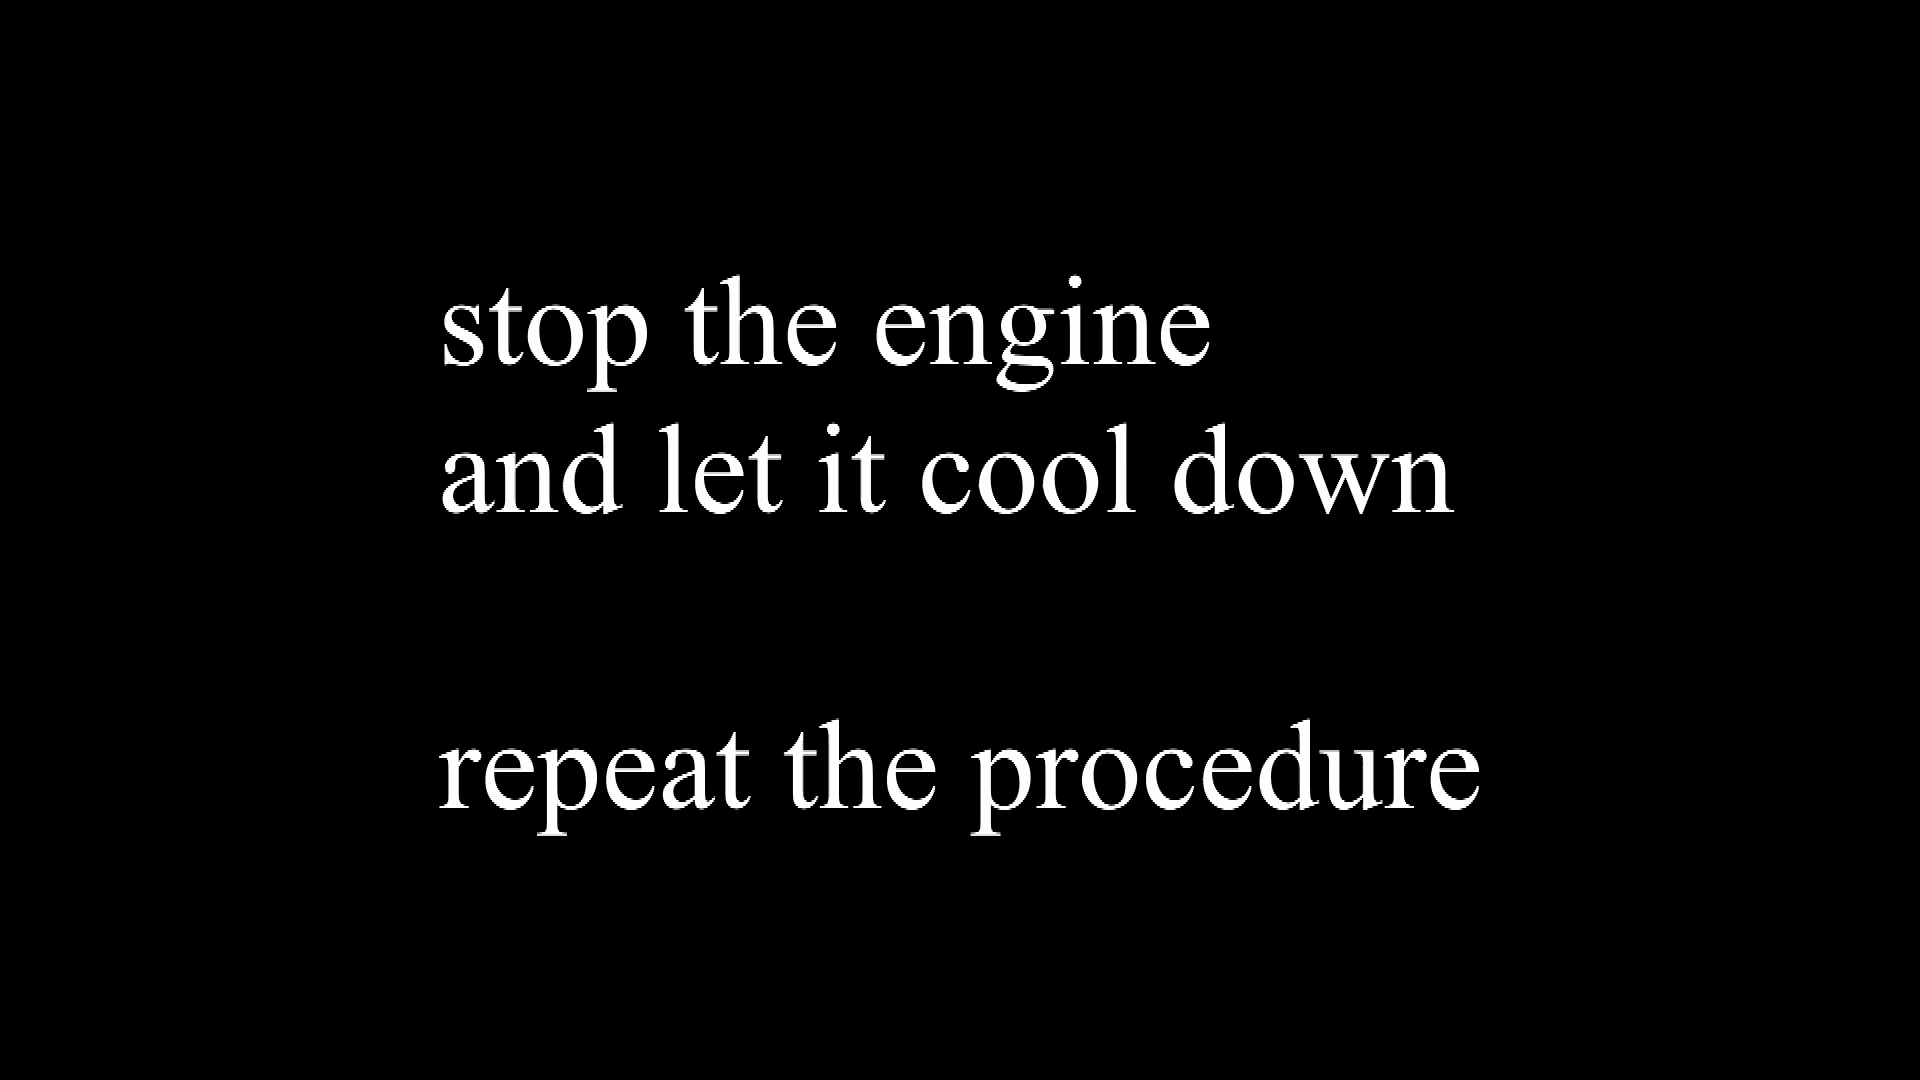 stop the engine
and let it cool down
repeat the procedure